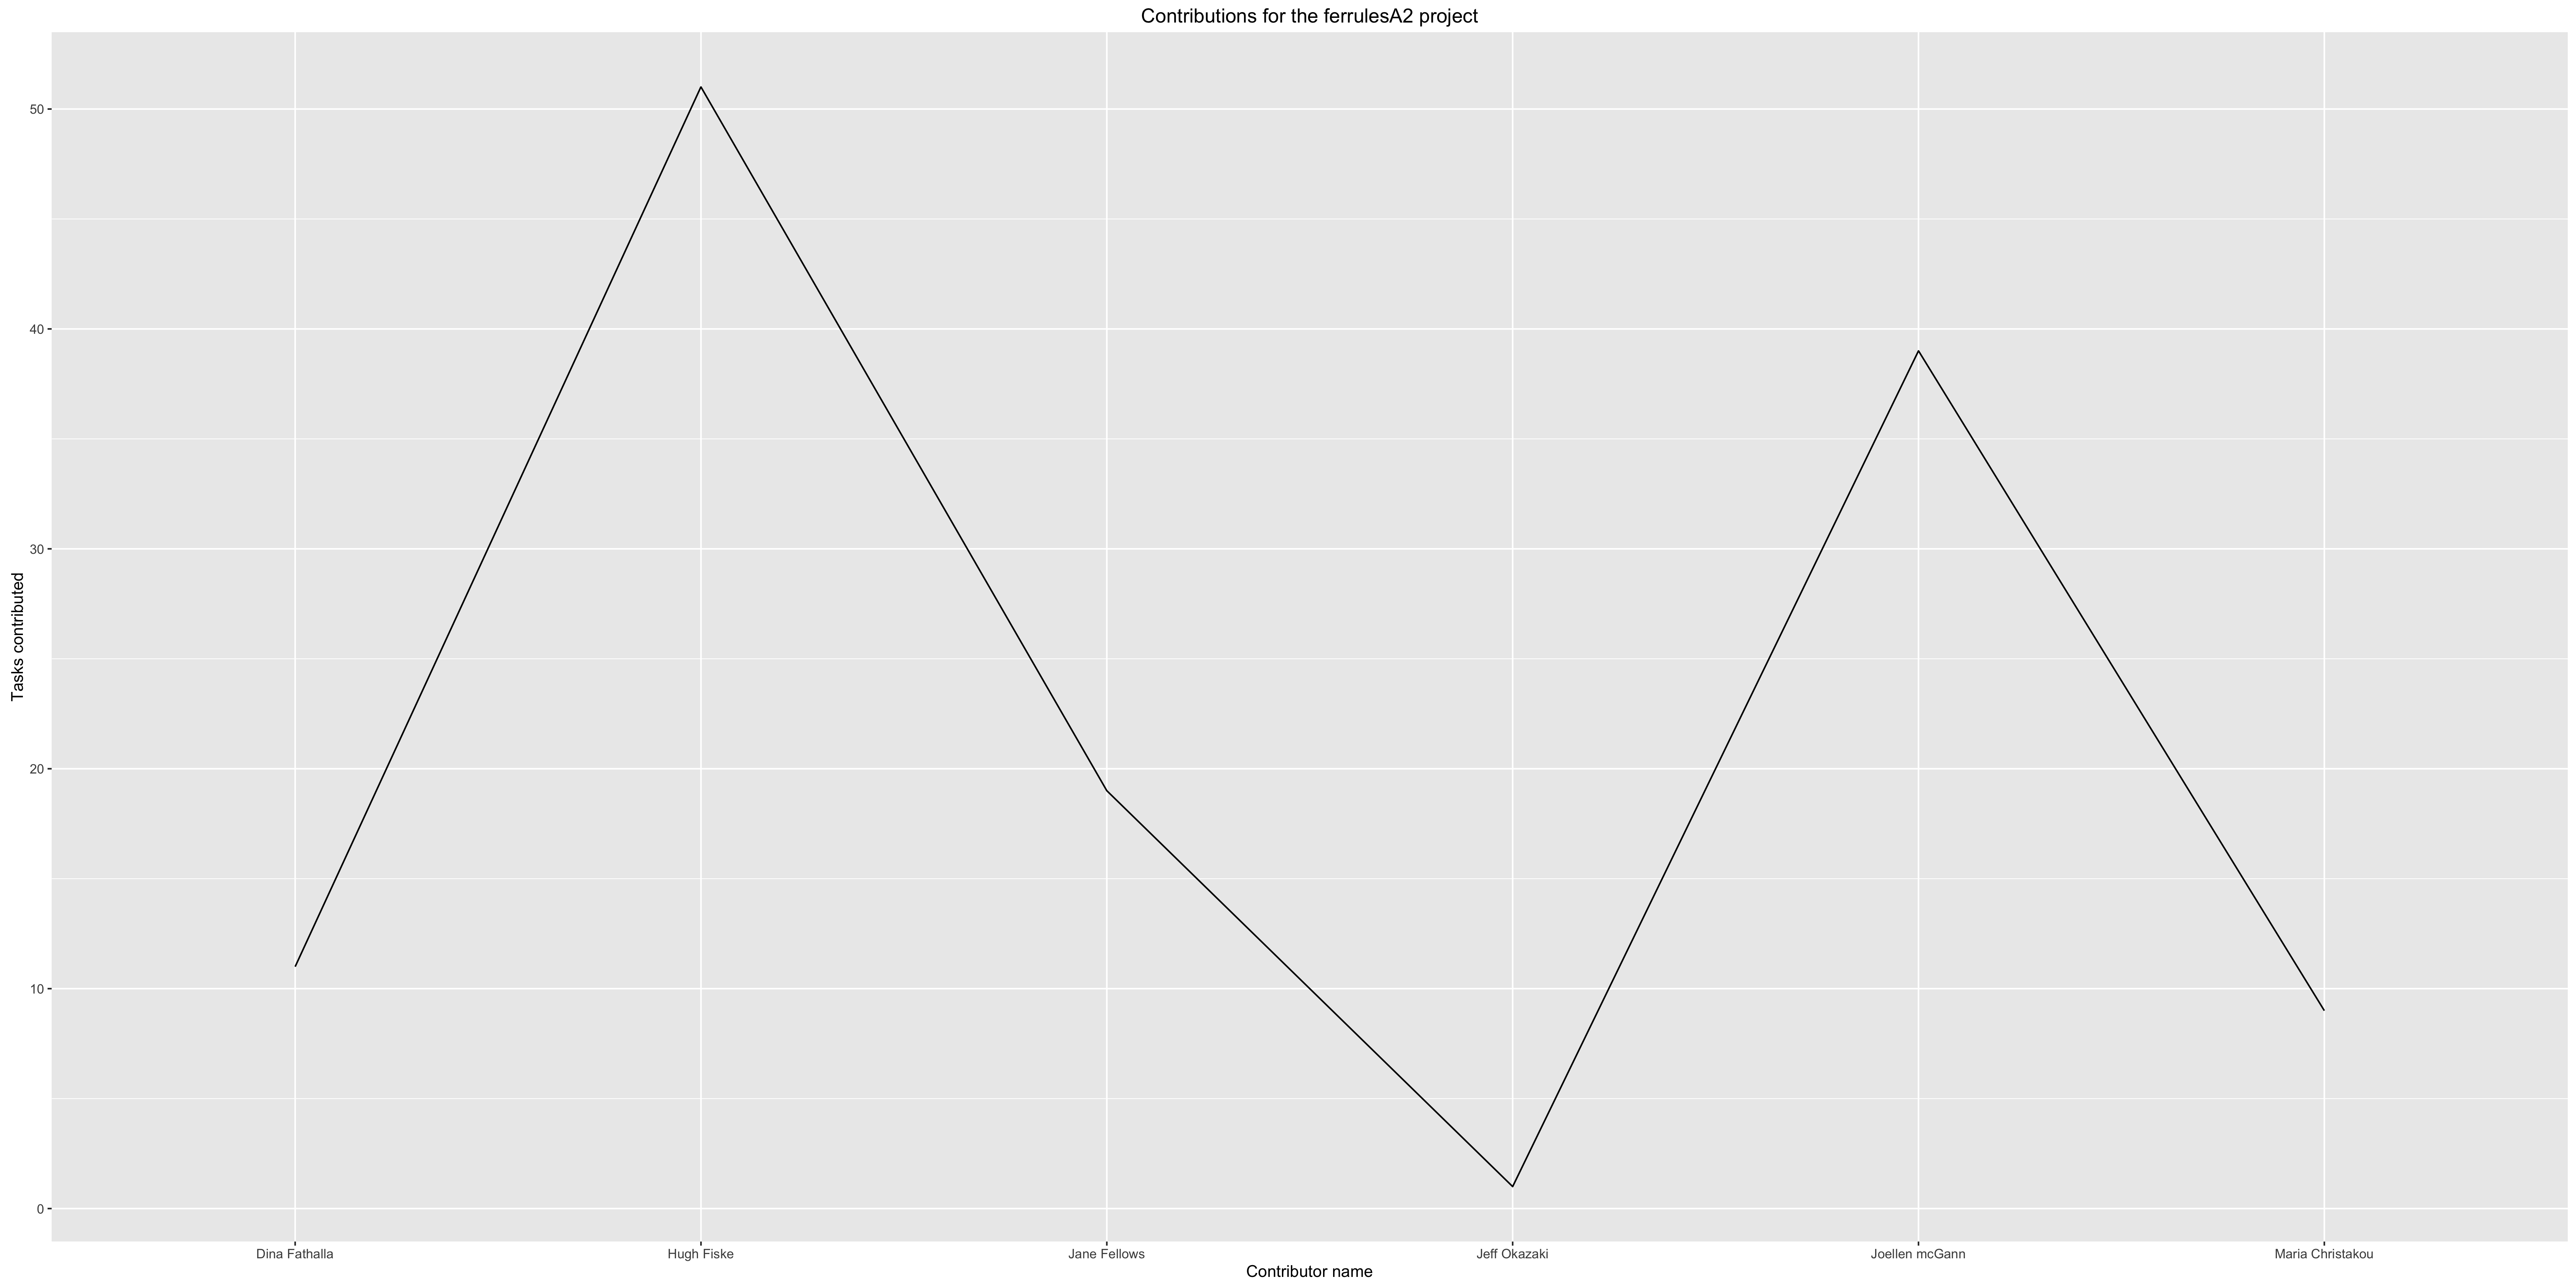 Contributions for the ferrulesA2 project
Tasks contributed
50
40
30
20
10
0
Dina Fathalla Hugh Fiske Jane Fellows Jeff Okazaki Joellen mcGann Maria Christakou
Contributor name